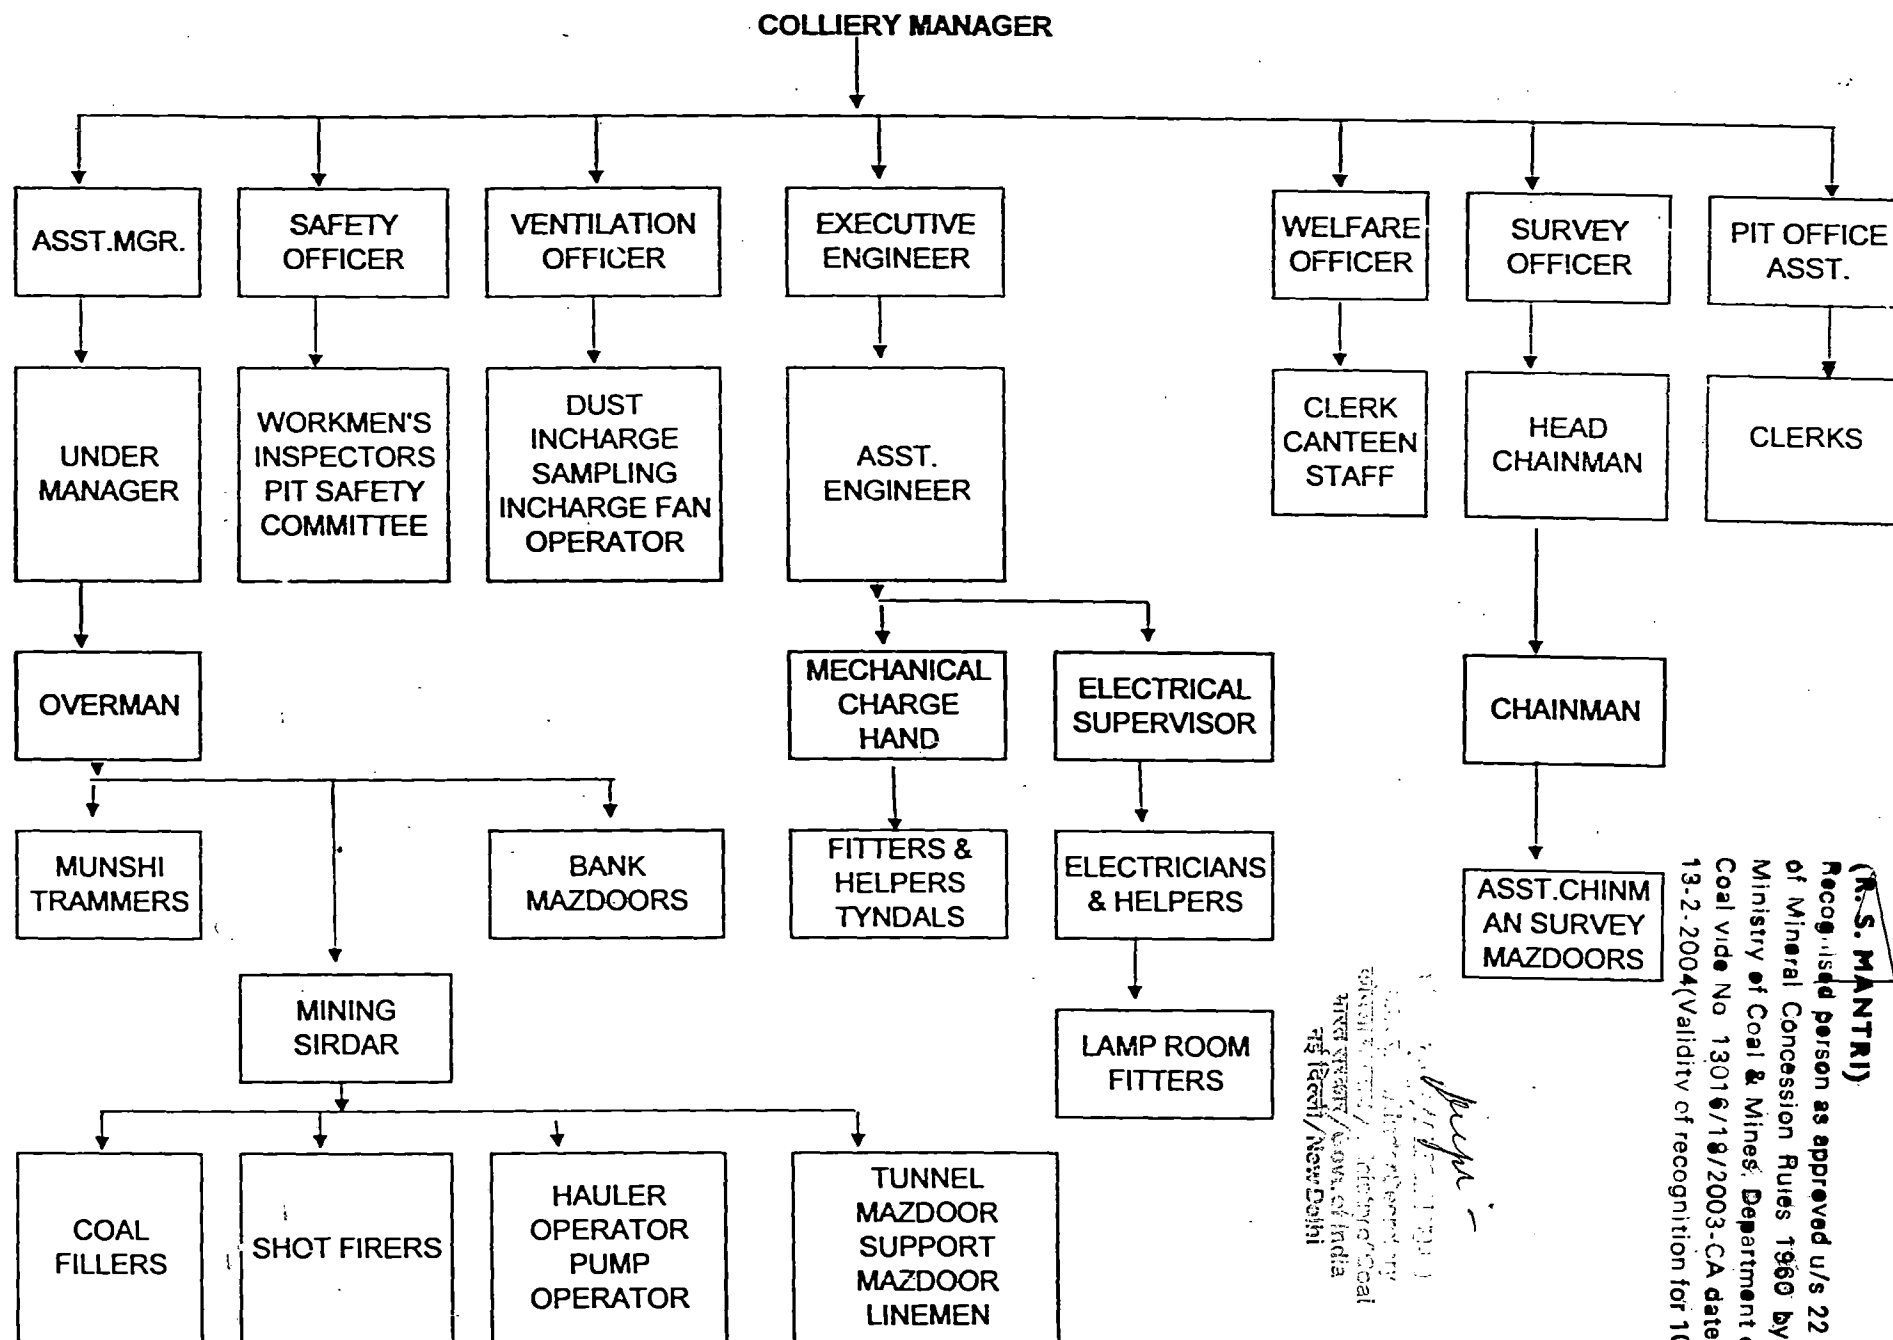 COLLIERY MANAGER
ASST.MGR.
SAFETY
OFFICER
VENTILATION
OFFICER
EXECUTIVE
ENGINEER
WELFARE
OFFICER
SURVEY
OFFICER
PIT OFFICE
ASST.
UNDER
MANAGER
WORKMEN'S
INSPECTORS
PIT SAFETY
COMMITTEE
DUST
INCHARGE
SAMPLING
INCHARGE FAN
OPERATOR
ASST.
ENGINEER
CLERK
CANTEEN
STAFF
HEAD
CHAINMAN
CLERKS
OVERMAN
MECHANICAL
CHARGE
HAND
ELECTRICAL
SUPERVISOR
CHAINMAN
MUNSHI
TRAMMERS
BANK
MAZDOORS
FITTERS &
HELPERS
TYNDALS
ELECTRICIANS
& HELPERS
ASST.CHINM
AN SURVEY
MAZDOORS
MINING
SIRDAR
LAMP ROOM
FITTERS
COAL
FILLERS
SHOT FIRERS
HAULER
OPERATOR
PUMP
OPERATOR
TUNNEL
MAZDOOR
SUPPORT
MAZDOOR
LINEMEN
(R. S. MANTRI)
Recognised person as approved u/s 22
of Mineral Concession Rules 1960 by
Ministry of Coal & Mines, Department
Coal vide No 13016/18/2003-CA date
13-2-2004(Validity of recognition for 10
Coal
/ Govt. of India
नई दिल्ली / New Delhi